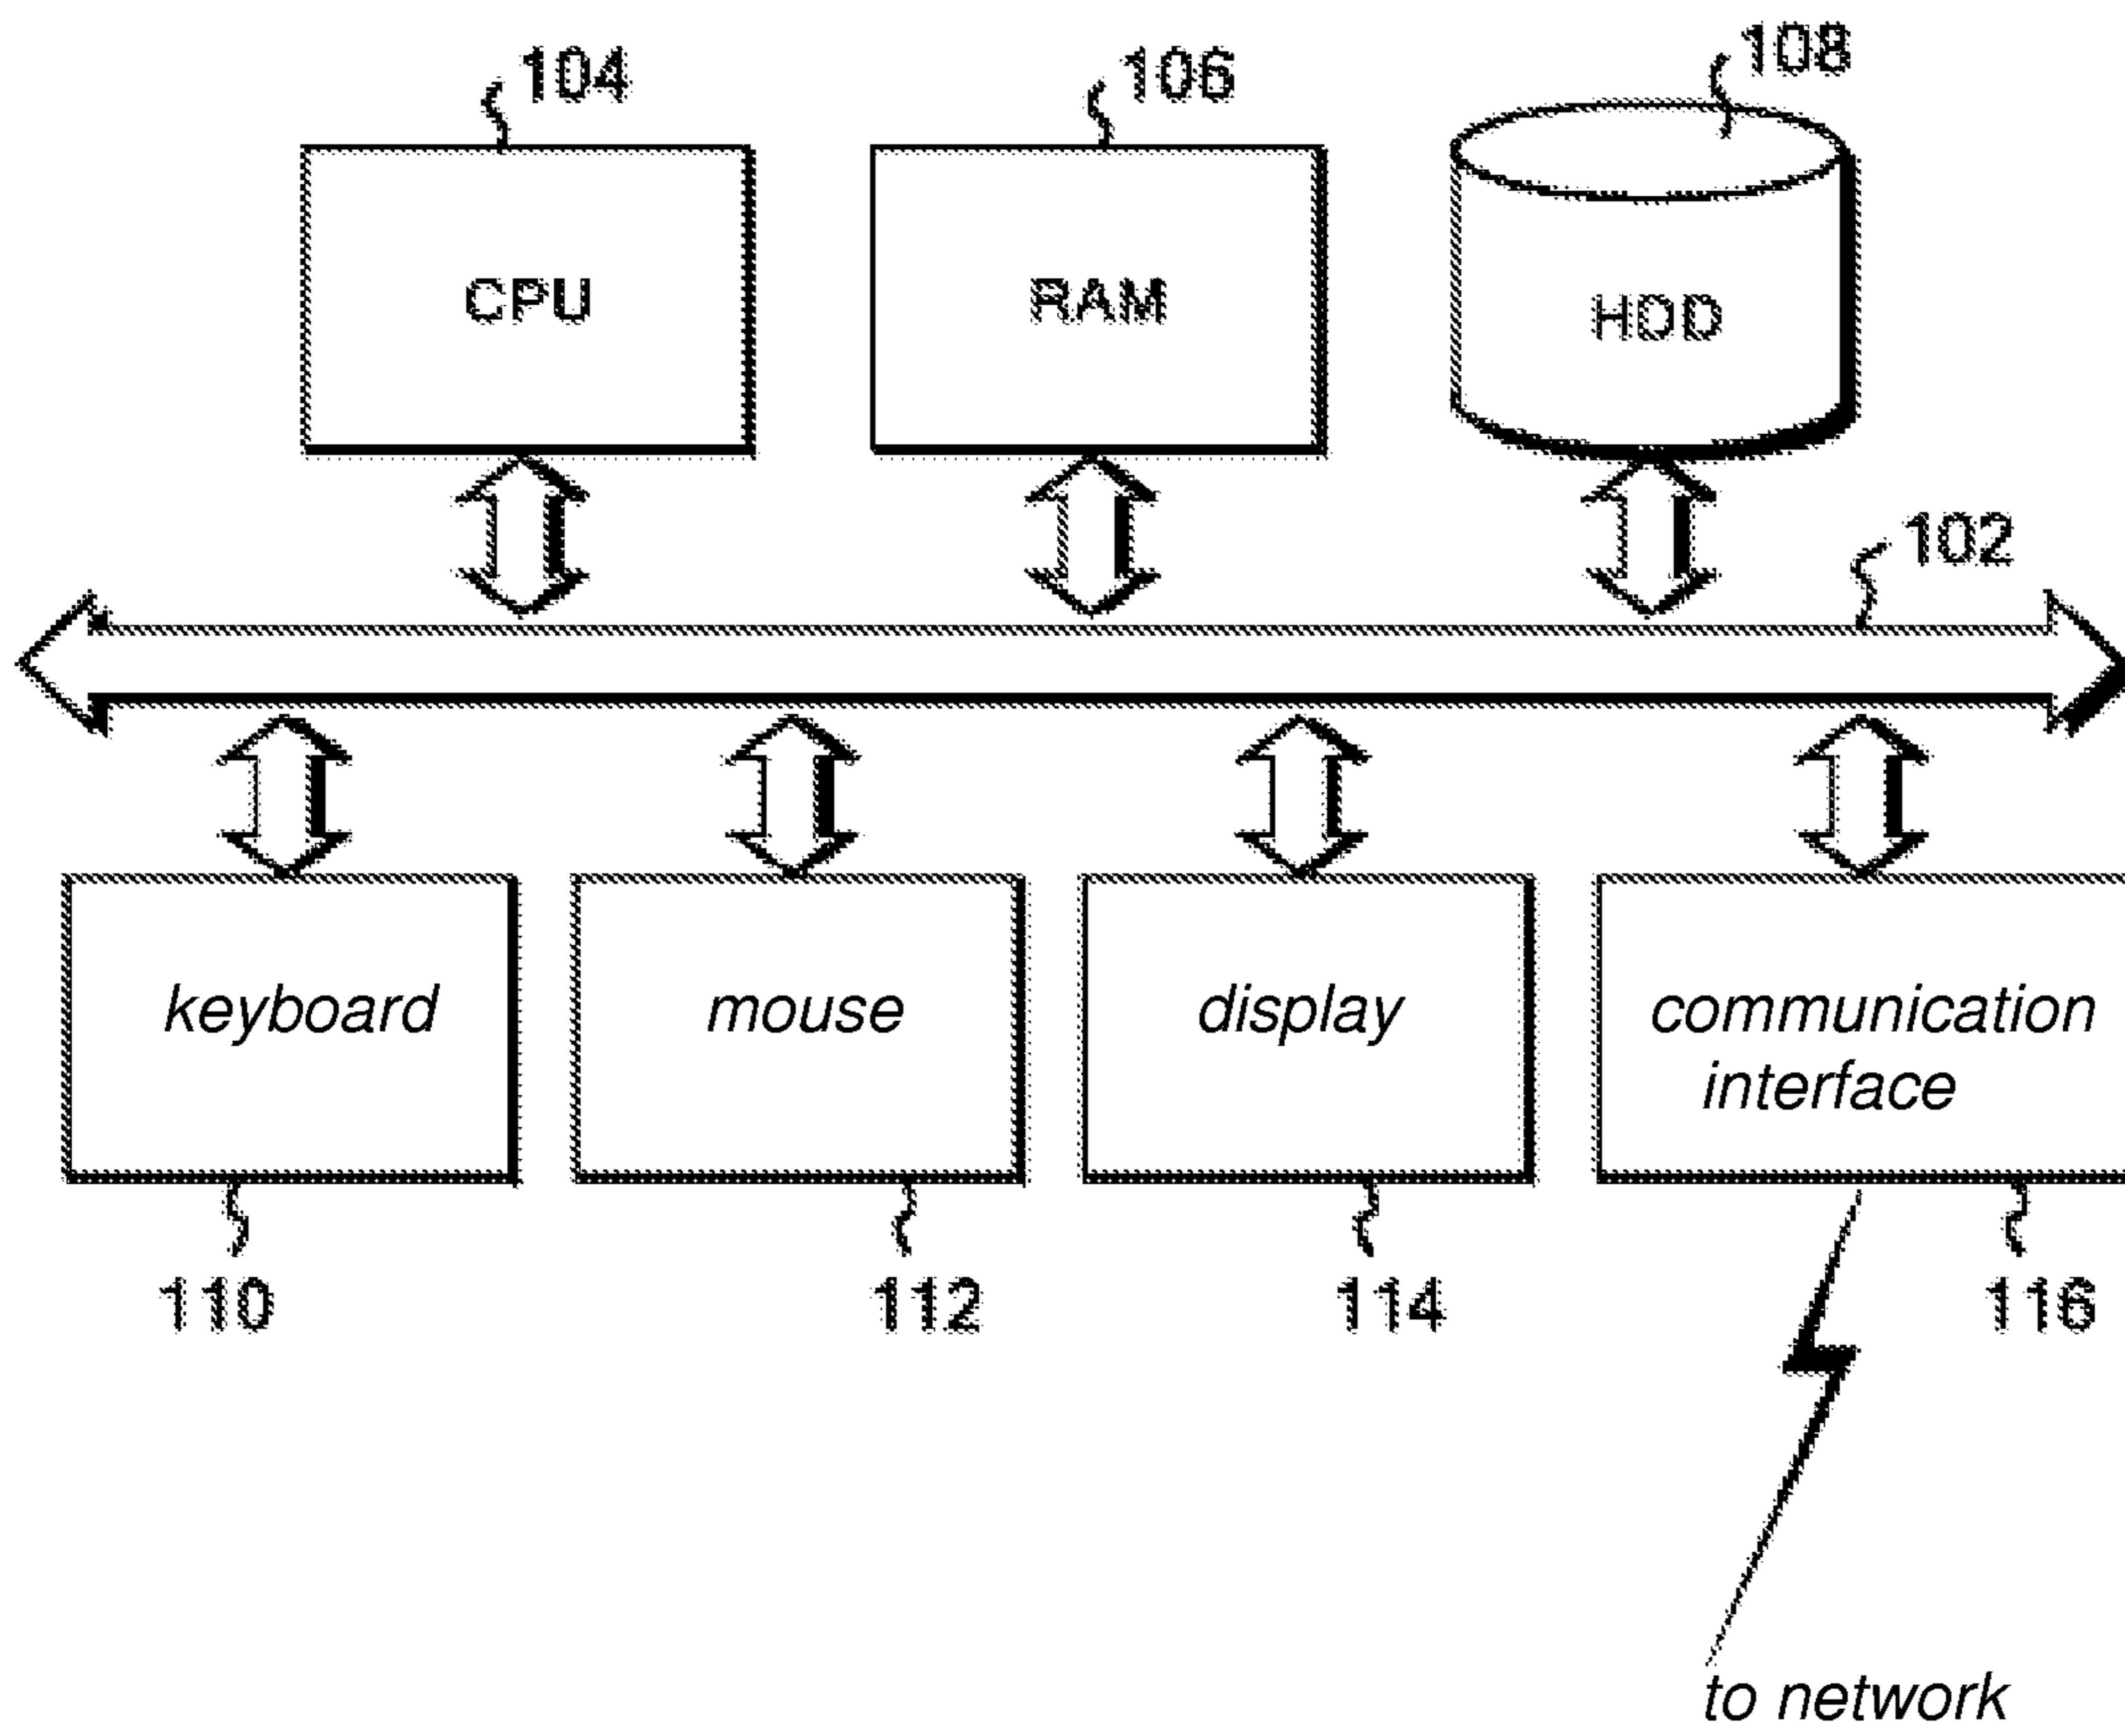 104
106
108
CPU
RAM
HDD
102
keyboard
mouse
display
communication
interface
110
112
114
116
to network